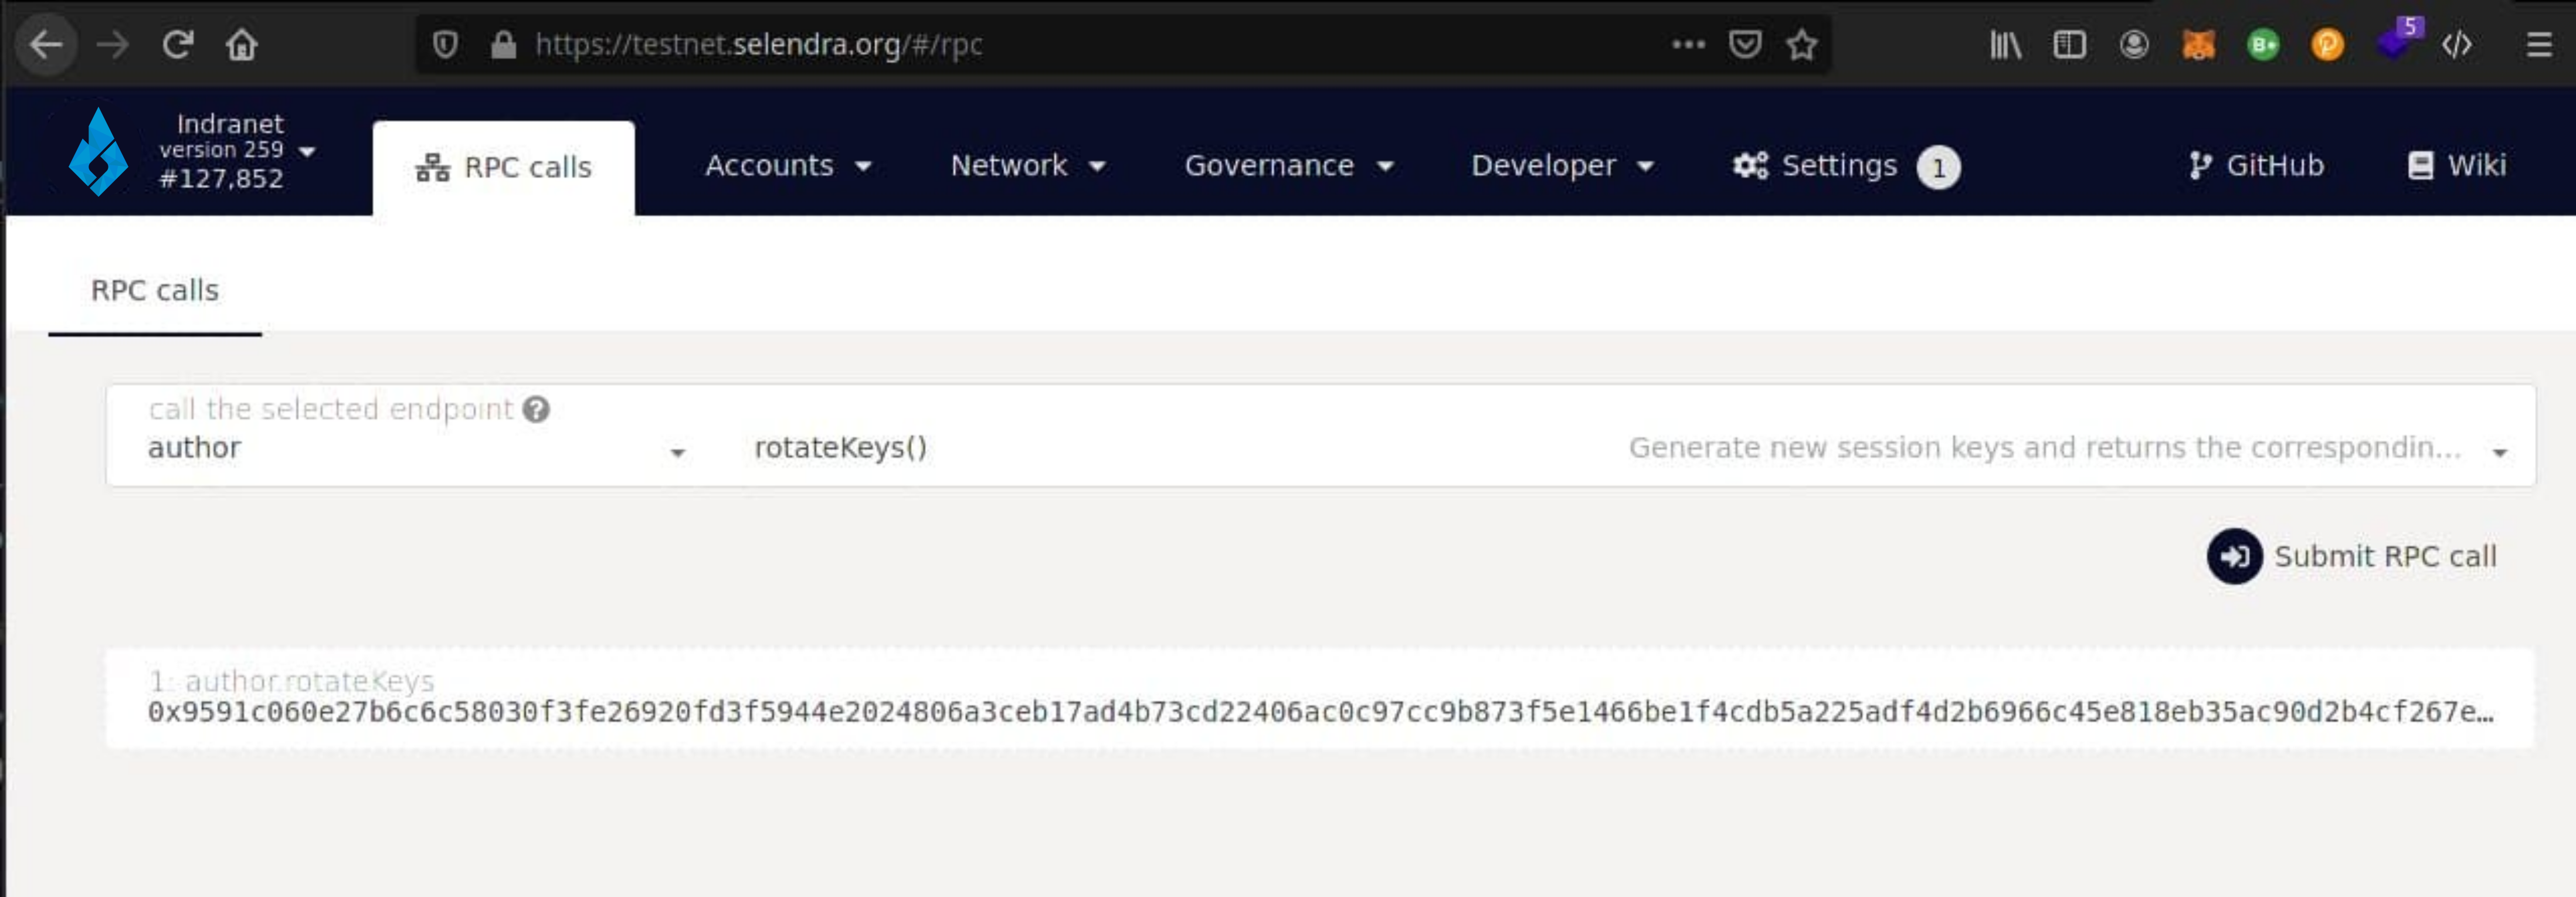 https://testnet.selendra.org/#/rpc
5
Indranet
version 259
#127,852
RPC calls
Accounts
Network
Governance
Developer
Settings 1
GitHub
Wiki
RPC calls
call the selected endpoint ?
author
rotateKeys()
Generate new session keys and returns the correspondin...
Submit RPC call
1: author.rotateKeys
0x9591c060e27b6c6c58030f3fe26920fd3f5944e2024806a3ceb17ad4b73cd22406ac0c97cc9b873f5e1466be1f4cdb5a225adf4d2b6966c45e818eb35ac90d2b4cf267e…